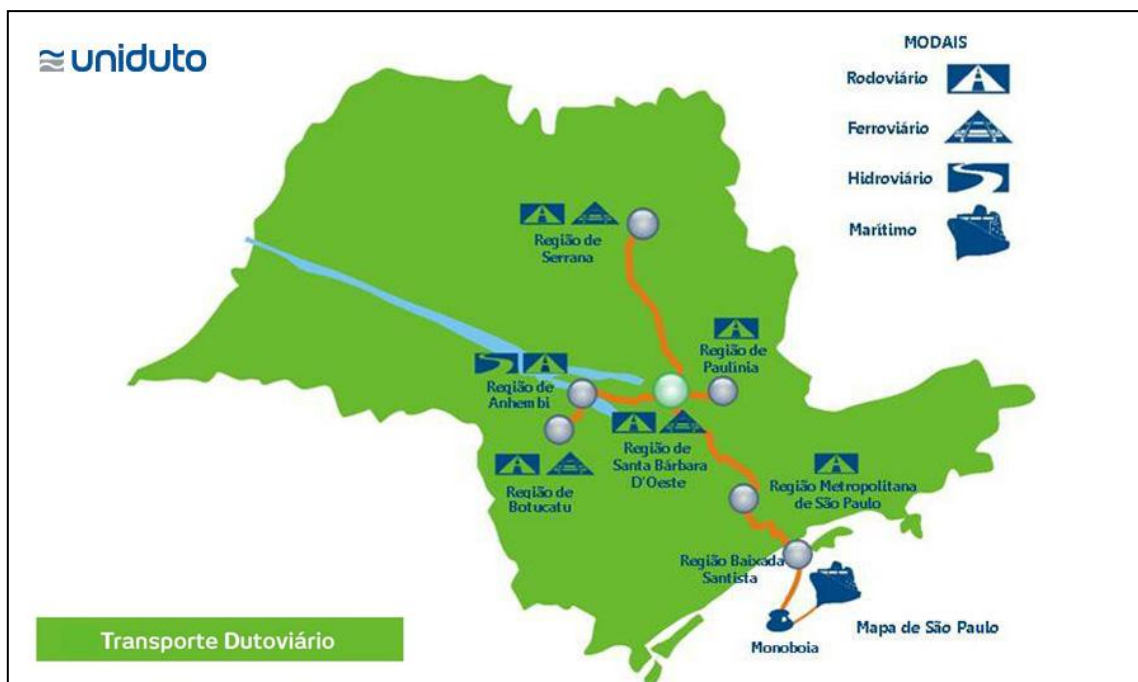 uniduto
MODAIS
Rodoviário
Ferroviário
Hidroviário
Marítimo
Região de
Serrana
Região de
Paulínia
Região de
Anhembi
Região de
Santa Bárbara
D'Oeste
Região de
Botucatu
Região Metropolitana
de São Paulo
Região Baixada
Santista
Monoboia
Mapa de São Paulo
Transporte Dutoviário